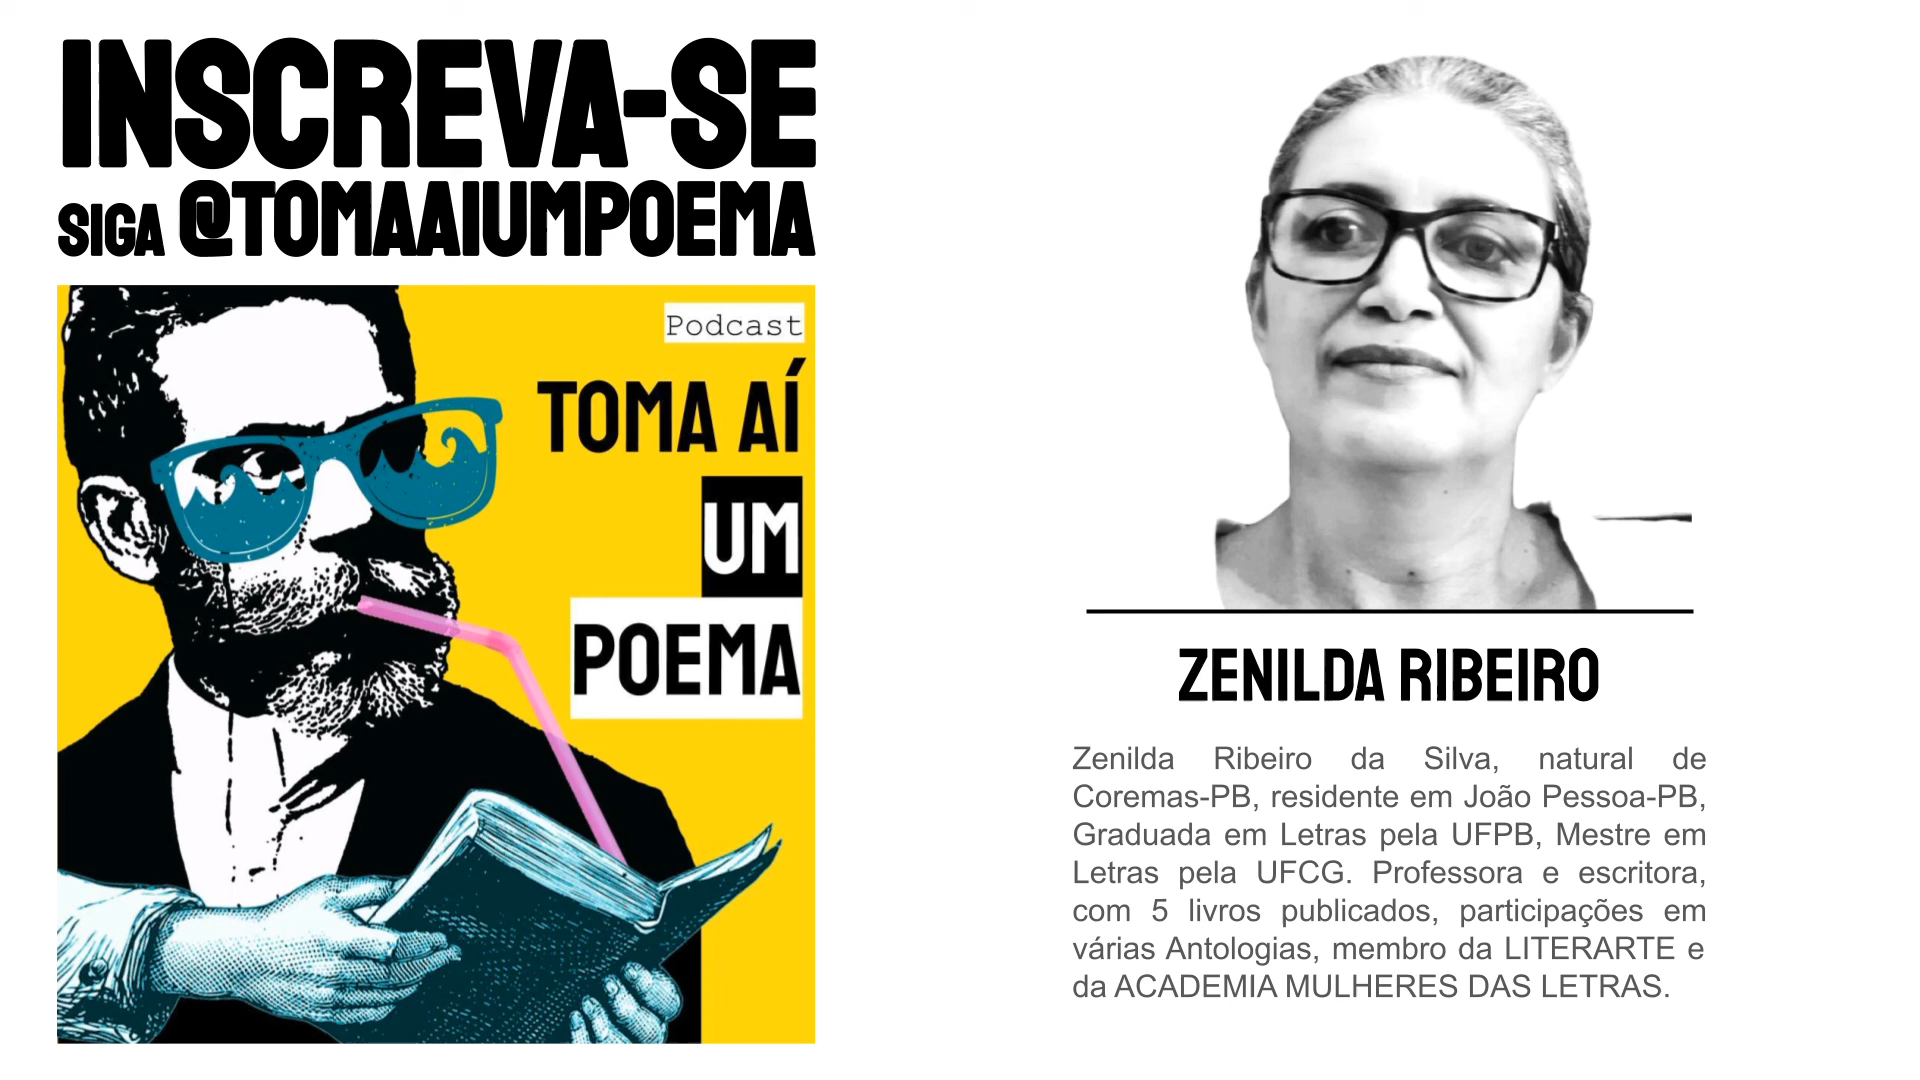 INSCREVA-SE
SIGA @TOMAAIUMPOEMA
Podcast
TOMA AÍ
UM
POEMA
ZENILDA RIBEIRO
Zenilda Ribeiro da Silva, natural de
Coremas-PB, residente em João Pessoa-PB,
Graduada em Letras pela UFPB, Mestre em
Letras pela UFCG. Professora e escritora,
com 5 livros publicados, participações em
várias Antologias, membro da LITERARTE e
da ACADEMIA MULHERES DAS LETRAS.